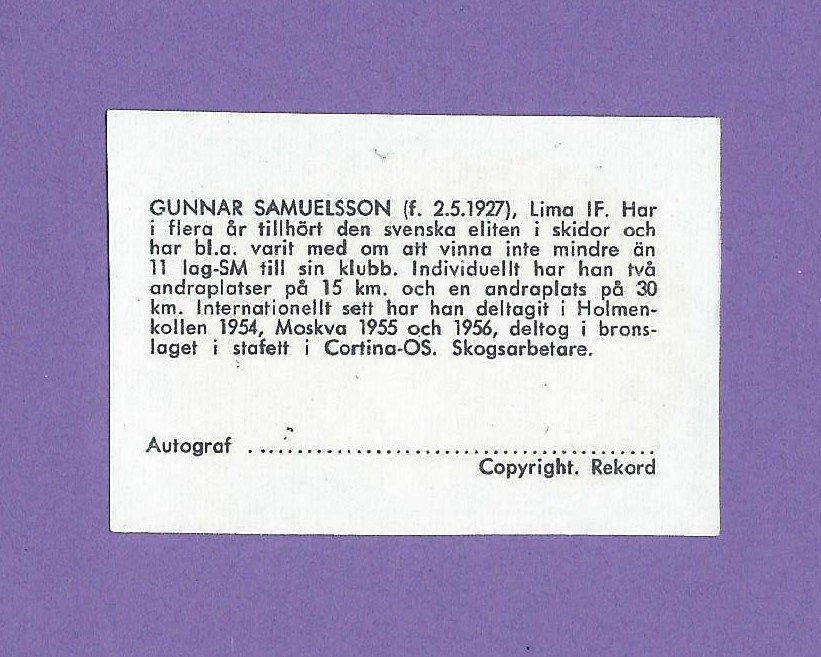 GUNNAR SAMUELSSON (f. 2.5.1927), Lima IF. Har
i flera år tillhört den svenska eliten i skidor och
har bl.a. varit med om att vinna inte mindre än
11 lag-SM till sin klubb. Individuellt har han två
andraplatser på 15 km. och en andraplats på 30
km. Internationellt sett har han deltagit i Holmen-
kollen 1954, Moskva 1955 och 1956, deltog i brons-
laget i stafett i Cortina-OS. Skogsarbetare.
Autograf ........................................
Copyright. Rekord